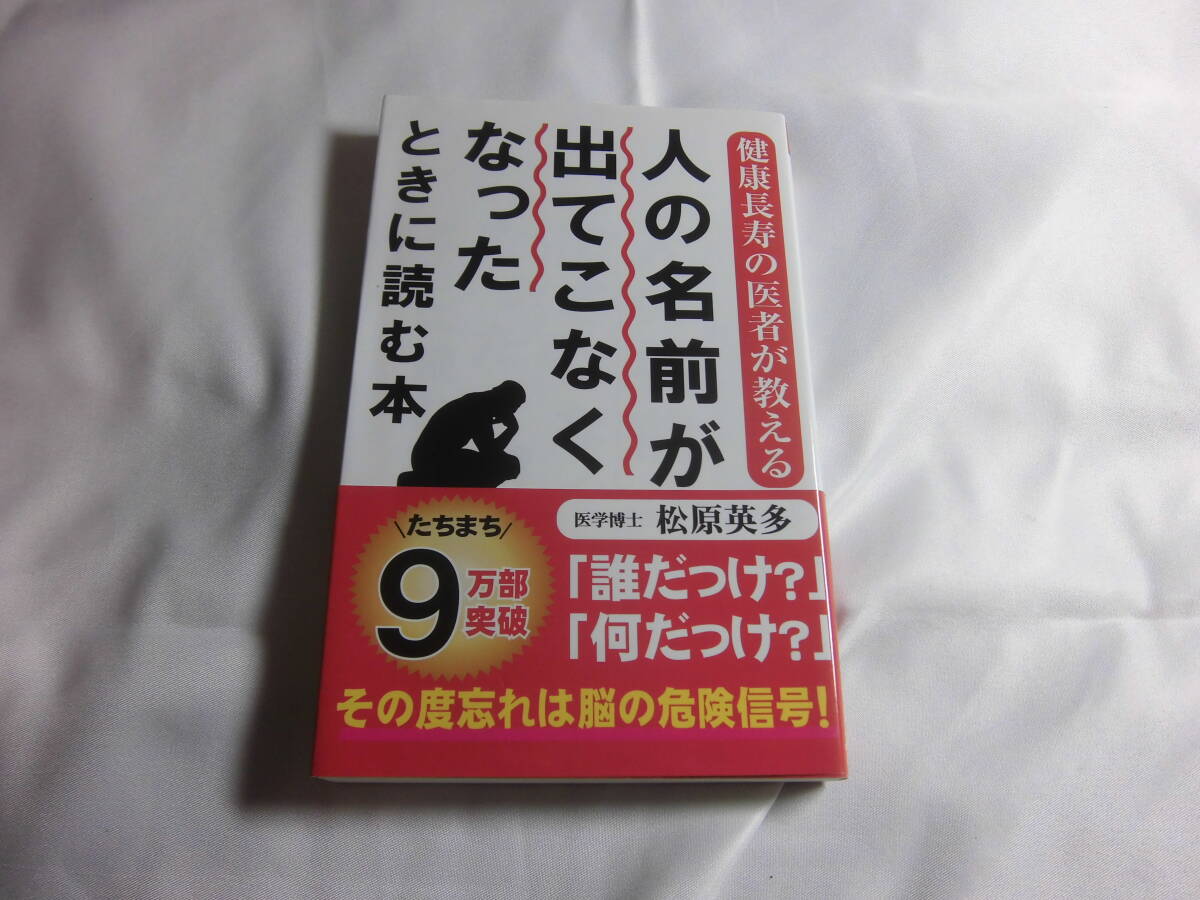 健康長寿の医者が教える
人の名前が
出てこなく
なった
ときに読む本
医学博士 松原英多
\たちまち/
9万部
突破
「誰だっけ?」
「何だっけ?」
その度忘れは脳の危険信号!